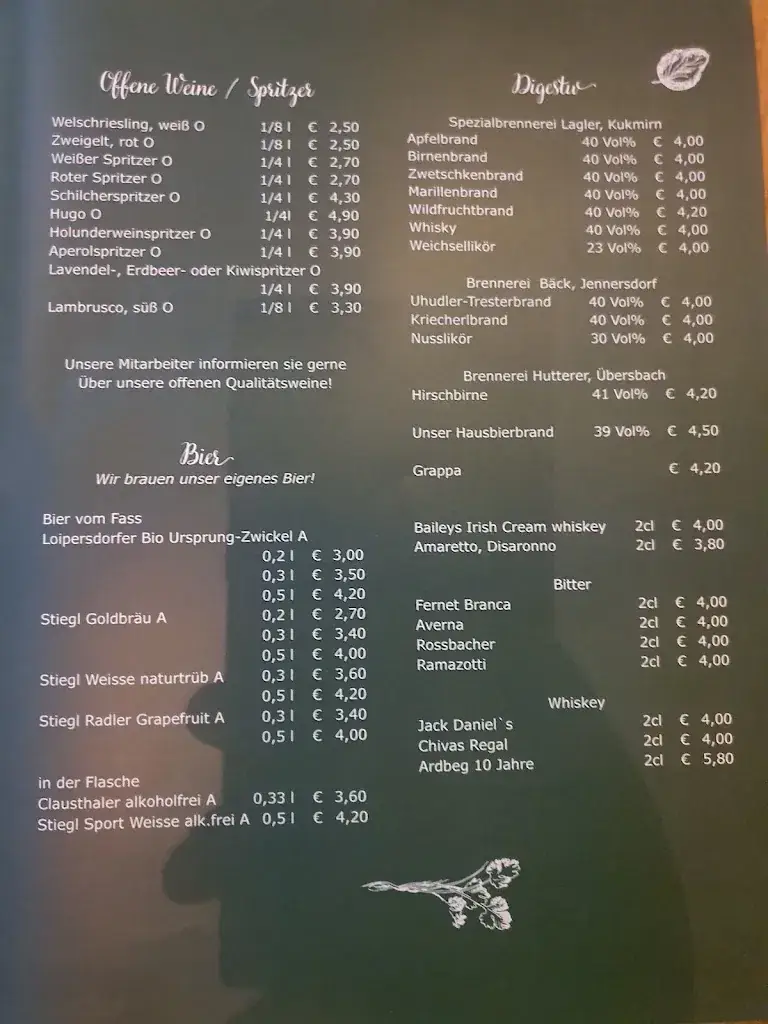 Offene Weine / Spritzer
Welschriesling, weiß O 1/8 l € 2,50
Zweigelt, rot O 1/8 l € 2,50
Weißer Spritzer O 1/4 l € 2,70
Roter Spritzer O 1/4 l € 2,70
Schilcherspritzer O 1/4 l € 4,30
Hugo O 1/4l € 4,90
Holunderweinspritzer O 1/4 l € 3,90
Aperolspritzer O 1/4 l € 3,90
Lavendel-, Erdbeer- oder Kiwispritzer O
1/4 l € 3,90
Lambrusco, süß O 1/8 l € 3,30
Unsere Mitarbeiter informieren sie gerne
Über unsere offenen Qualitätsweine!
Bier
Wir brauen unser eigenes Bier!
Bier vom Fass
Loipersdorfer Bio Ursprung-Zwickel A
0,2 l € 3,00
0,3 l € 3,50
0,5 l € 4,20
Stiegl Goldbräu A 0,2 l € 2,70
0,3 l € 3,40
0,5 l € 4,00
Stiegl Weisse naturtrüb A 0,3 l € 3,60
0,5 l € 4,20
Stiegl Radler Grapefruit A 0,3 l € 3,40
0,5 l € 4,00
in der Flasche
Clausthaler alkoholfrei A 0,33 l € 3,60
Stiegl Sport Weisse alk.frei A 0,5 l € 4,20
Digestiv
Spezialbrennerei Lagler, Kukmirn
Apfelbrand 40 Vol% € 4,00
Birnenbrand 40 Vol% € 4,00
Zwetschkenbrand 40 Vol% € 4,00
Marillenbrand 40 Vol% € 4,00
Wildfruchtbrand 40 Vol% € 4,20
Whisky 40 Vol% € 4,00
Weichsellikör 23 Vol% € 4,00
Brennerei Bäck, Jennersdorf
Uhudler-Tresterbrand 40 Vol% € 4,00
Kriecherlbrand 40 Vol% € 4,00
Nusslikör 30 Vol% € 4,00
Brennerei Hutterer, Übersbach
Hirschbirne 41 Vol% € 4,20
Unser Hausbierbrand 39 Vol% € 4,50
Grappa € 4,20
Baileys Irish Cream whiskey 2cl € 4,00
Amaretto, Disaronno 2cl € 3,80
Bitter
Fernet Branca 2cl € 4,00
Averna 2cl € 4,00
Rossbacher 2cl € 4,00
Ramazotti 2cl € 4,00
Whiskey
Jack Daniel`s 2cl € 4,00
Chivas Regal 2cl € 4,00
Ardbeg 10 Jahre 2cl € 5,80